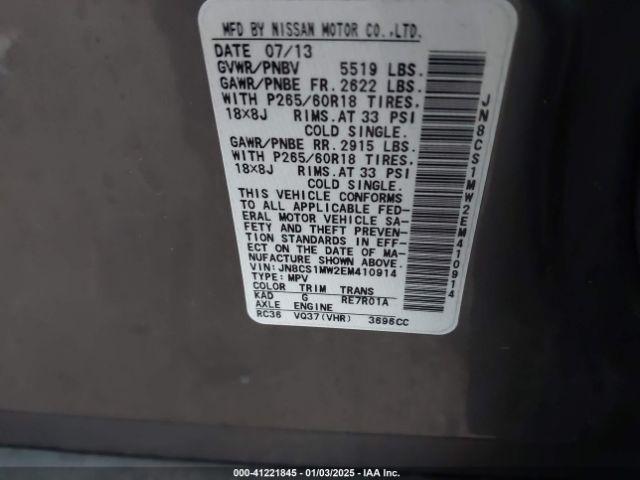 MFD BY NISSAN MOTOR CO.,LTD.
DATE 07/13
GVWR/PNBV 5519 LBS.
GAWR/PNBE FR. 2622 LBS.
WITH P265/60R18 TIRES.
18×8J RIMS.AT 33 PSI
COLD SINGLE.
GAWR/PNBE RR. 2915 LBS.
WITH P265/60R18 TIRES.
18×8J RIMS.AT 33 PSI
COLD SINGLE.
THIS VEHICLE CONFORMS
TO ALL APPLICABLE FED-
ERAL MOTOR VEHICLE SA-
FETY AND THEFT PREVEN-
TION STANDARDS IN EFF-
ECT ON THE DATE OF MA-
NUFACTURE SHOWN ABOVE.
VIN: JN8CS1MW2EM410914
TYPE: MPV
COLOR TRIM TRANS
KAD G RE7R01A
AXLE ENGINE
RC36 VQ37(VHR) 3696CC
JN8CS1MW2EM410914
000-41221845 - 01/03/2025 - IAA Inc.